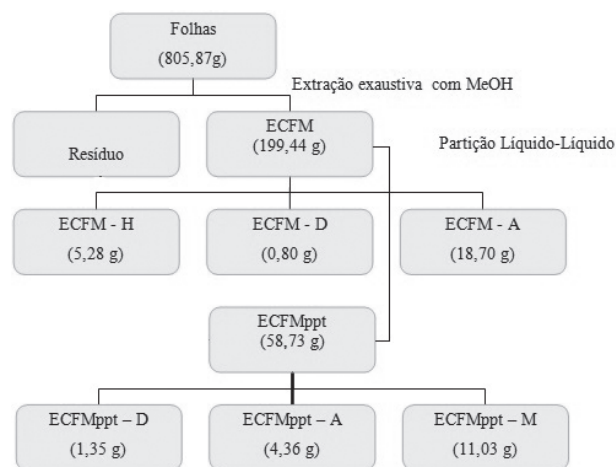 Folhas
(805,87g)
Extração exaustiva com MeOH
Resíduo
ECFM
(199,44 g)
Partição Líquido-Líquido
ECFM - H
(5,28 g)
ECFM - D
(0,80 g)
ECFM - A
(18,70 g)
ECFMppt
(58,73 g)
ECFMppt – D
(1,35 g)
ECFMppt – A
(4,36 g)
ECFMppt – M
(11,03 g)